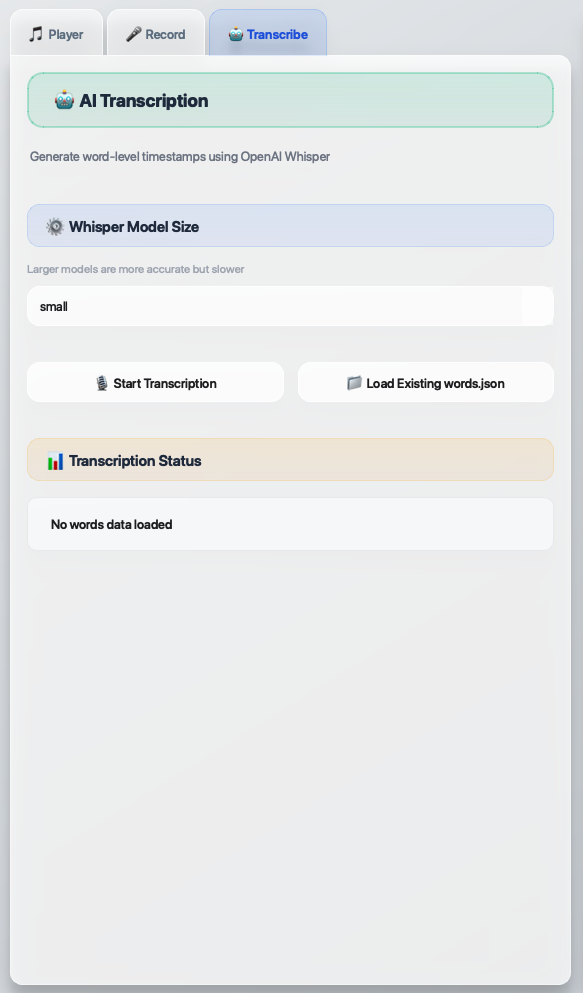 🎵 Player 🎤 Record 🤖 Transcribe
🤖 AI Transcription
Generate word-level timestamps using OpenAI Whisper
⚙️ Whisper Model Size
Larger models are more accurate but slower
small
🎙️ Start Transcription 📁 Load Existing words.json
📊 Transcription Status
No words data loaded